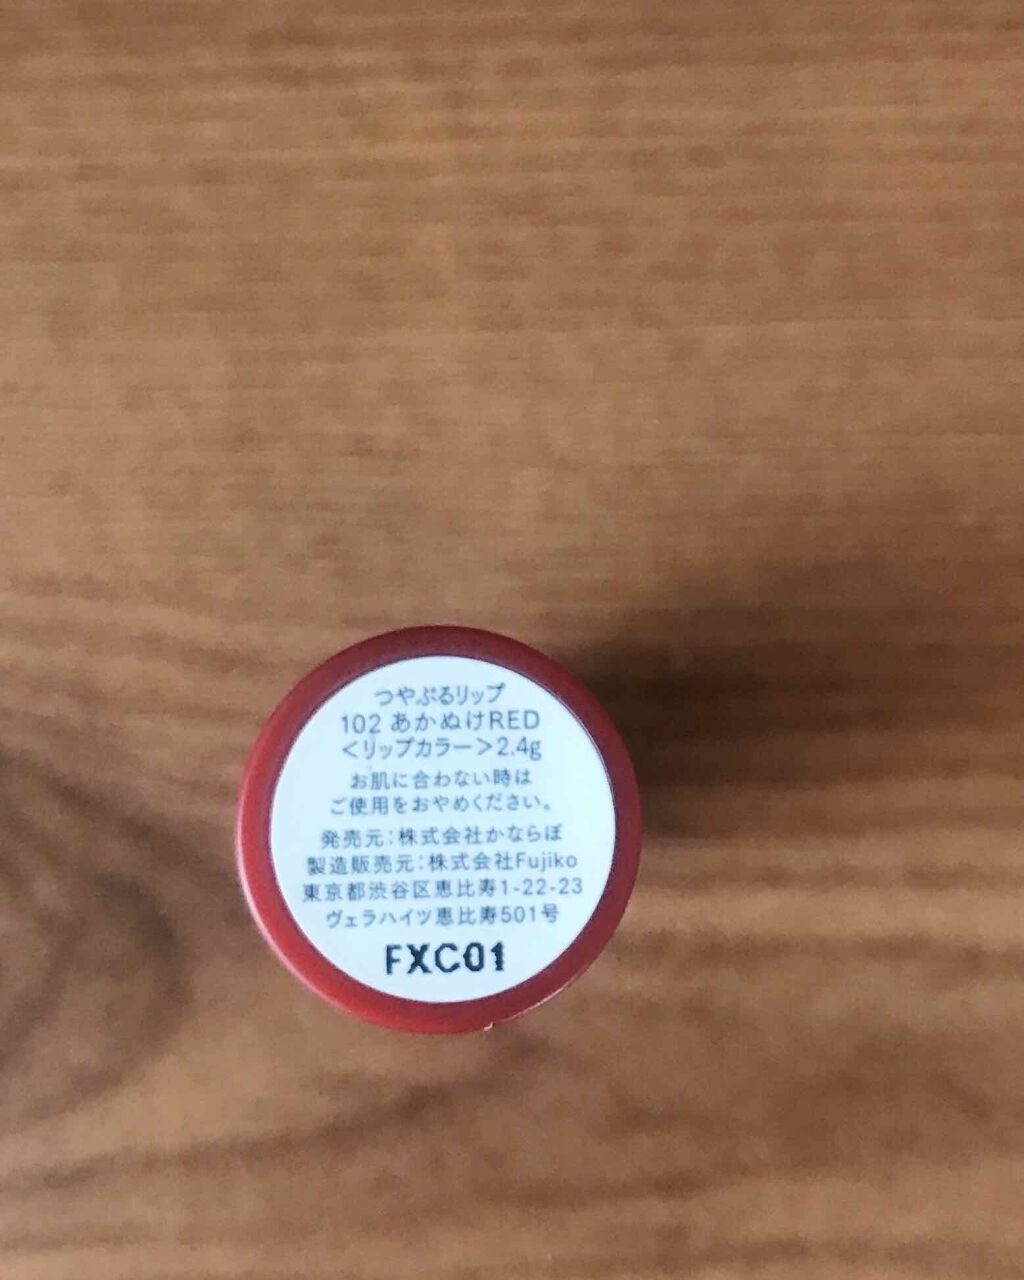 つやぷるリップ
102 あかぬけRED
＜リップカラー＞2.4g
お肌に合わない時は
ご使用をおやめください。
発売元：株式会社かならぼ
製造販売元：株式会社Fujiko
東京都渋谷区恵比寿1-22-23
ヴェラハイツ恵比寿501号
FXC01